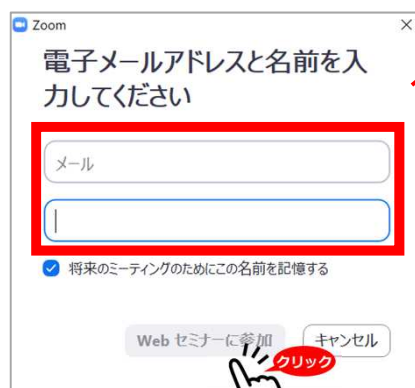 Zoom
電子メールアドレスと名前を入
力してください
メール
将来のミーティングのためにこの名前を記憶する
Web セミナーに参加
キャンセル
クリック